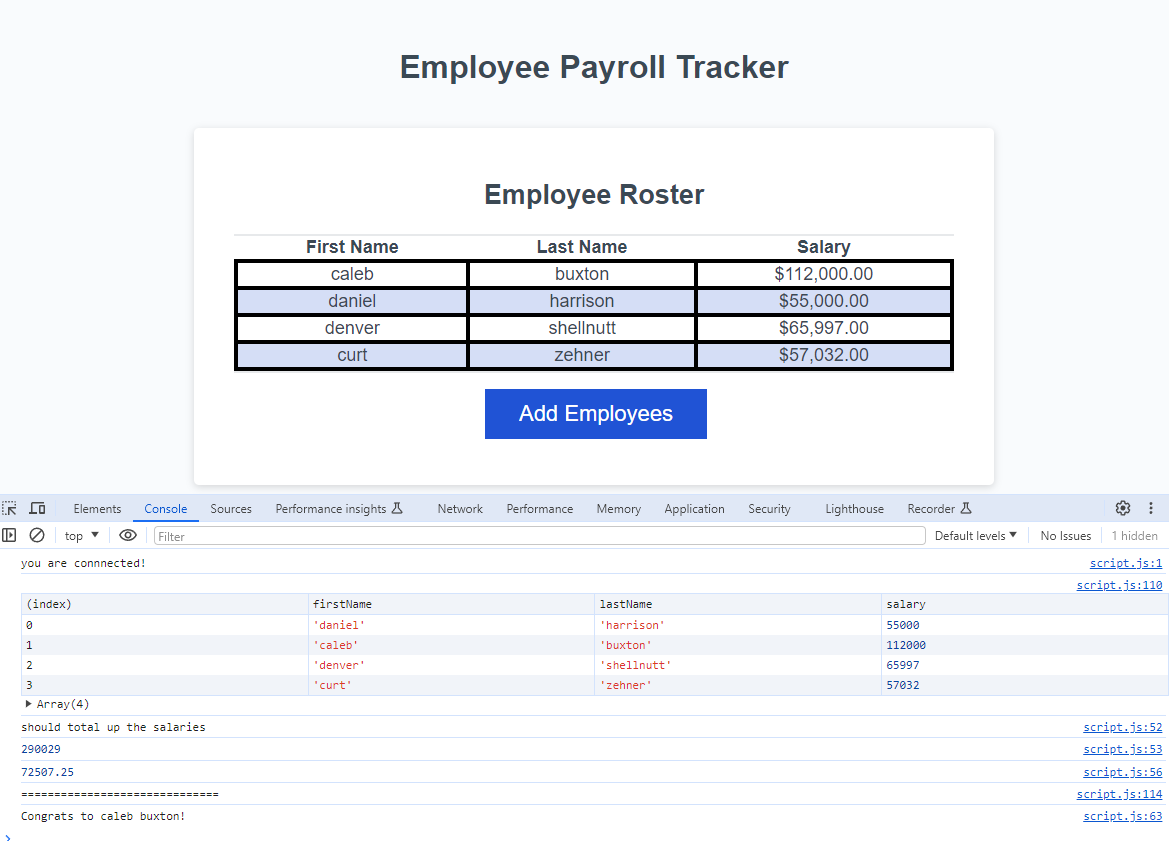 Employee Payroll Tracker
Employee Roster
First Name Last Name Salary
caleb buxton $112,000.00
daniel harrison $55,000.00
denver shellnutt $65,997.00
curt zehner $57,032.00
Add Employees
Elements Console Sources Performance insights Network Performance Memory Application Security Lighthouse Recorder
top Filter Default levels No Issues 1 hidden
you are connnected! script.js:1
script.js:110
(index) firstName lastName salary
0 'daniel' 'harrison' 55000
1 'caleb' 'buxton' 112000
2 'denver' 'shellnutt' 65997
3 'curt' 'zehner' 57032
Array(4)
should total up the salaries script.js:52
290029 script.js:53
72507.25 script.js:56
============================== script.js:114
Congrats to caleb buxton! script.js:63